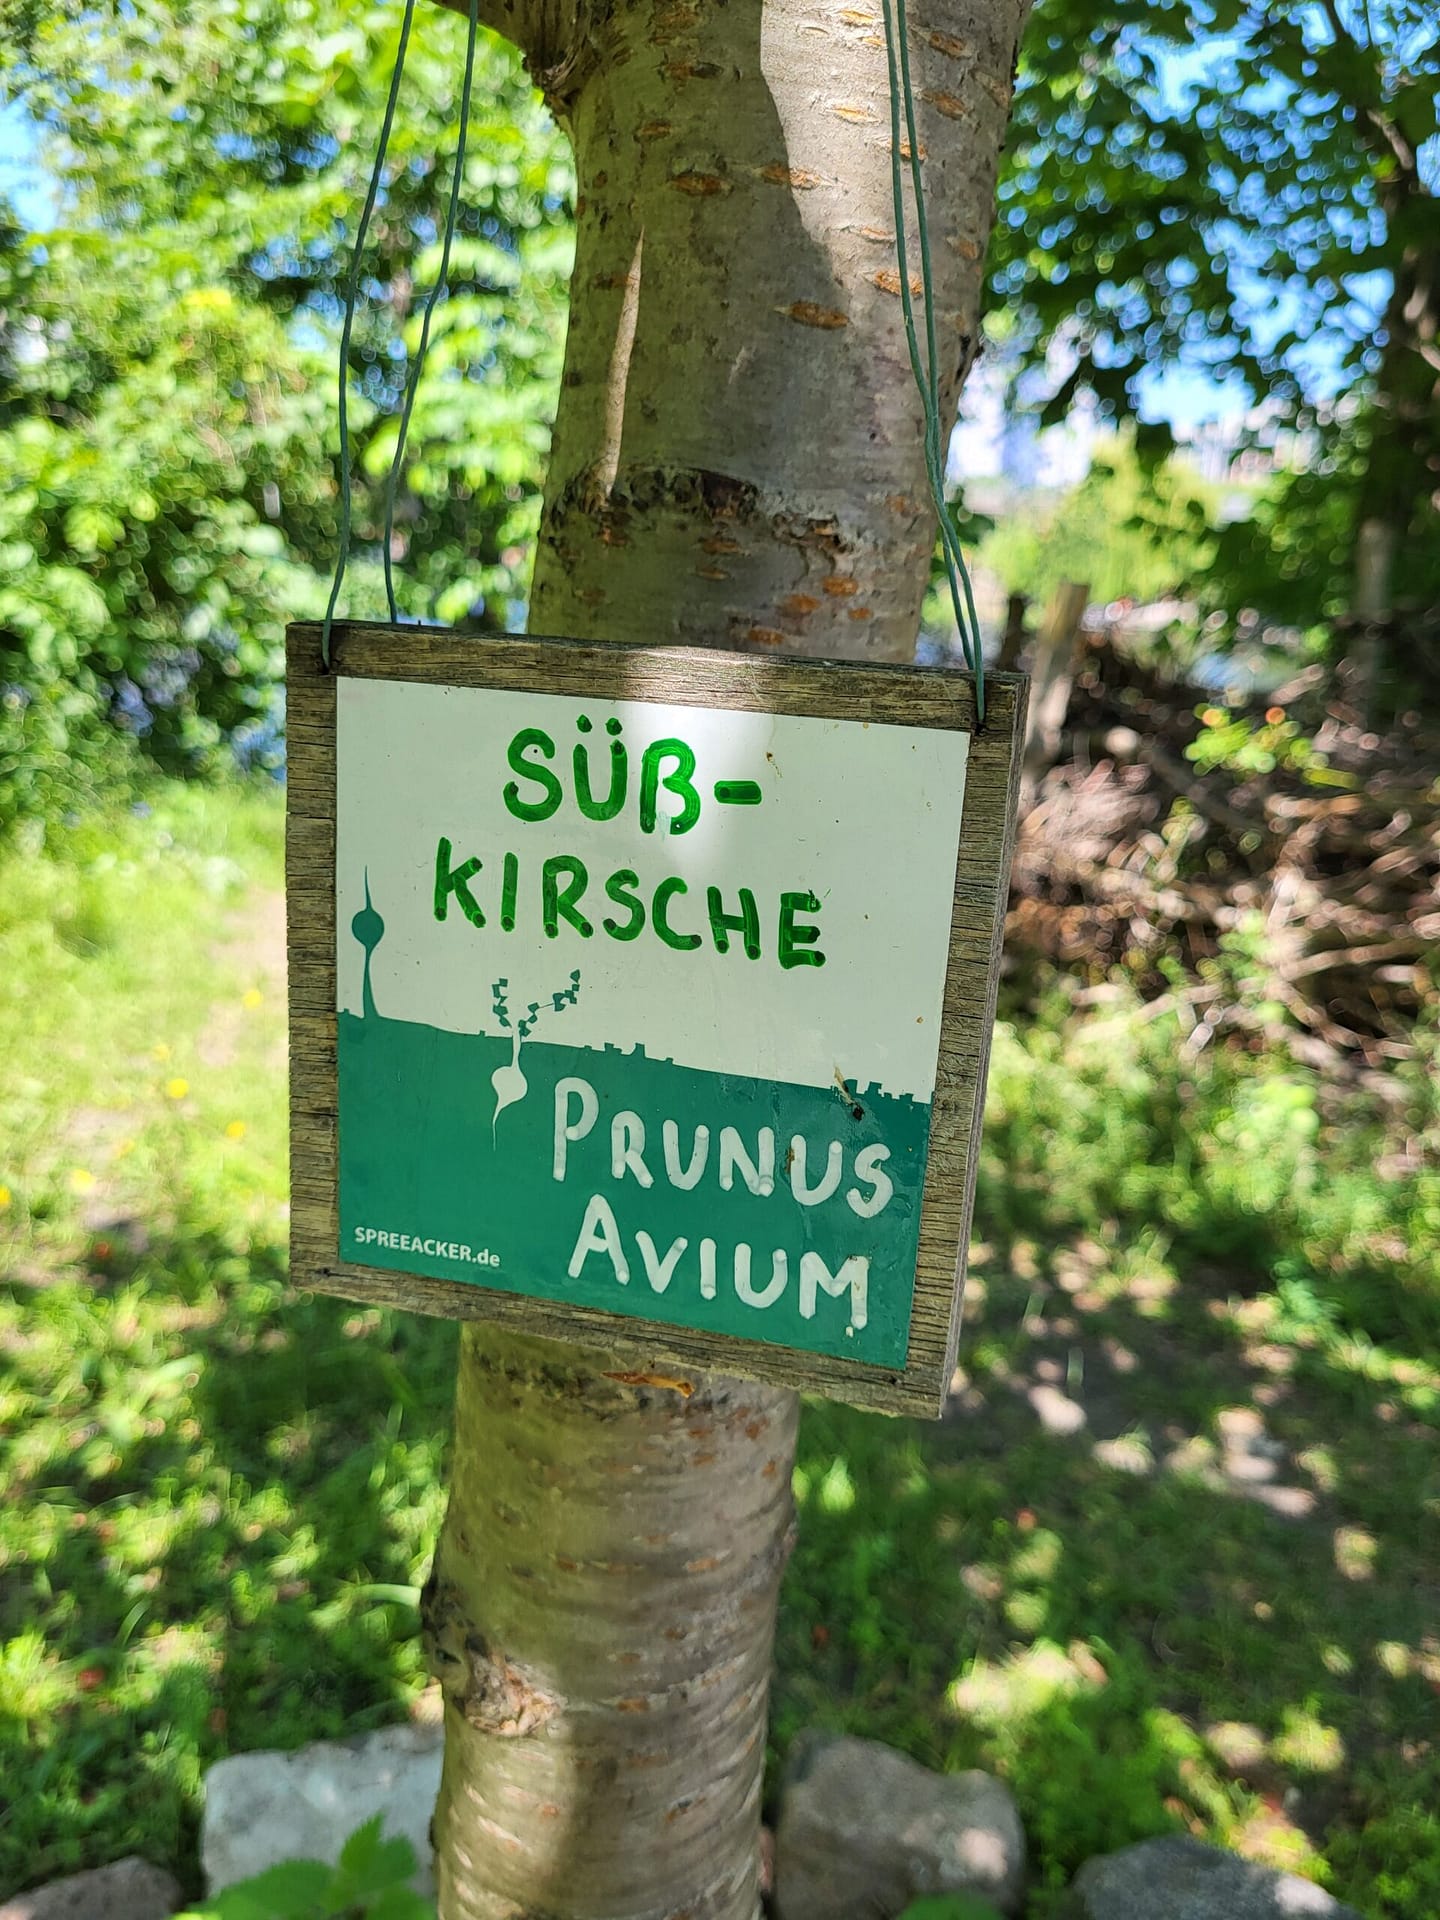 SÜß-
KIRSCHE
PRUNUS
AVIUM
SPREEACKER.de